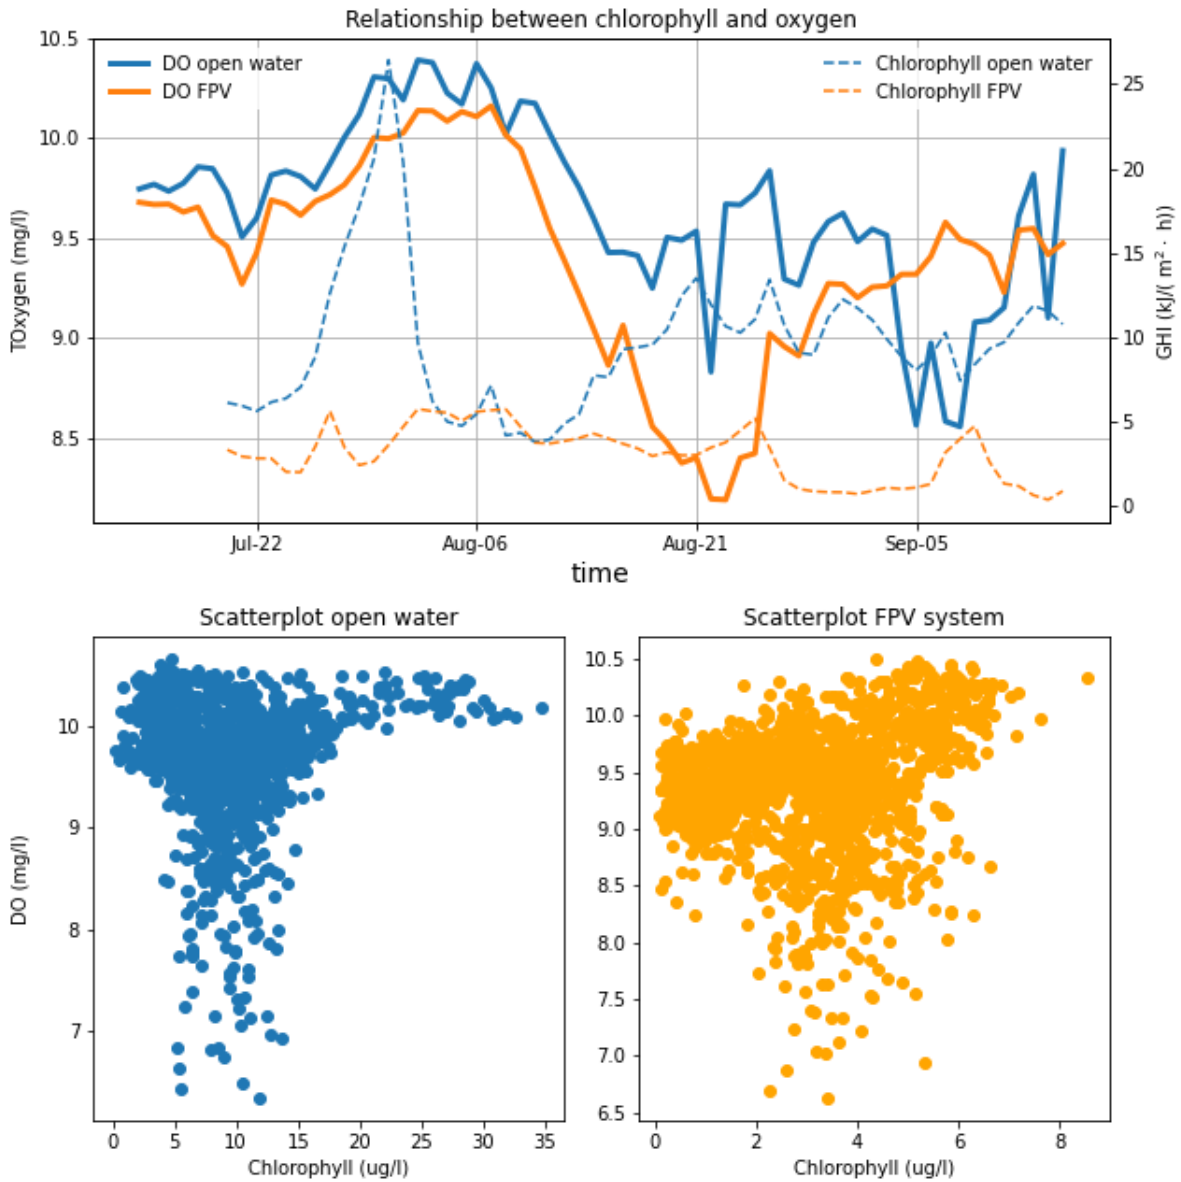 Relationship between chlorophyll and oxygen
DO open water
DO FPV
Chlorophyll open water
Chlorophyll FPV
10.5
10.0
9.5
9.0
8.5
TOxygen (mg/l)
25
20
15
10
5
0
GHI (kJ/( m² · h))
Jul-22 Aug-06 Aug-21 Sep-05
time
Scatterplot open water
10
9
8
7
DO (mg/l)
0 5 10 15 20 25 30 35
Chlorophyll (ug/l)
Scatterplot FPV system
10.5
10.0
9.5
9.0
8.5
8.0
7.5
7.0
6.5
0 2 4 6 8
Chlorophyll (ug/l)